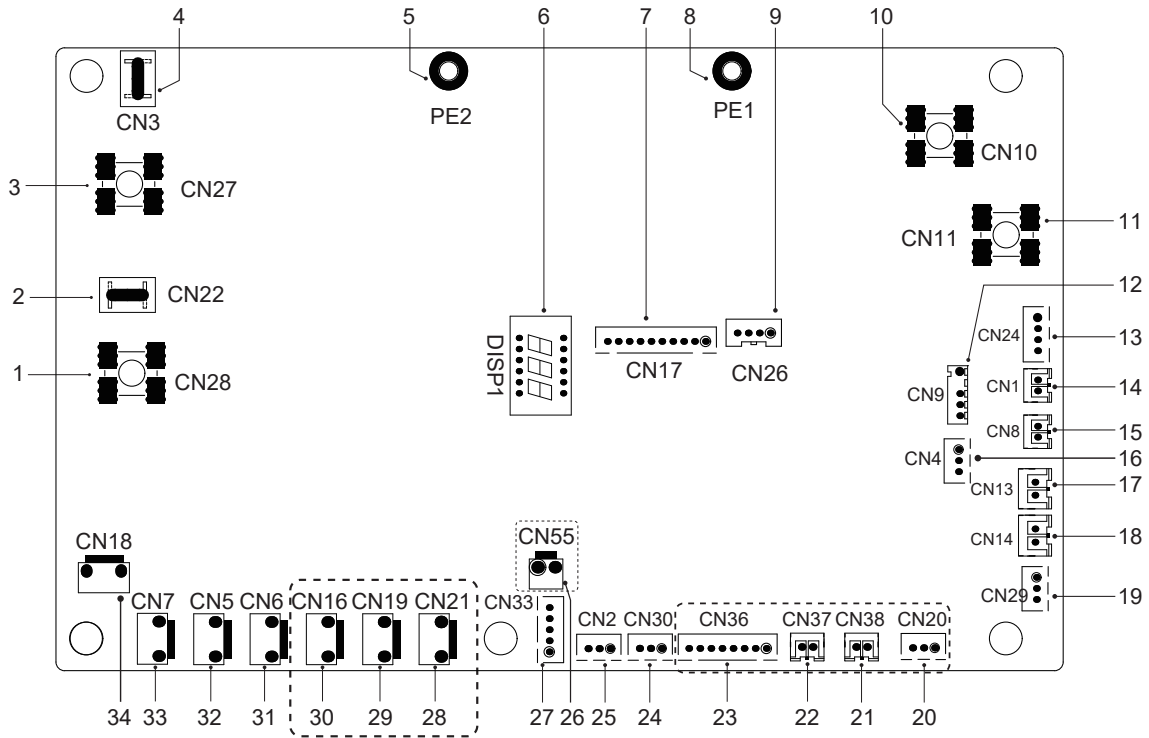 4 5 6 7 8 9 10
CN3
PE2
PE1
CN10
3
CN27
CN11
11
2
CN22
12
DISP1
CN17
CN26
CN24
13
1
CN28
CN9
CN1
14
CN8
15
CN4
16
CN13
17
CN18
CN55
CN14
18
CN7 CN5 CN6 CN16 CN19 CN21
CN33
CN2 CN30 CN36 CN37 CN38 CN20
CN29
19
34 33 32 31 30 29 28 27 26 25 24 23 22 21 20